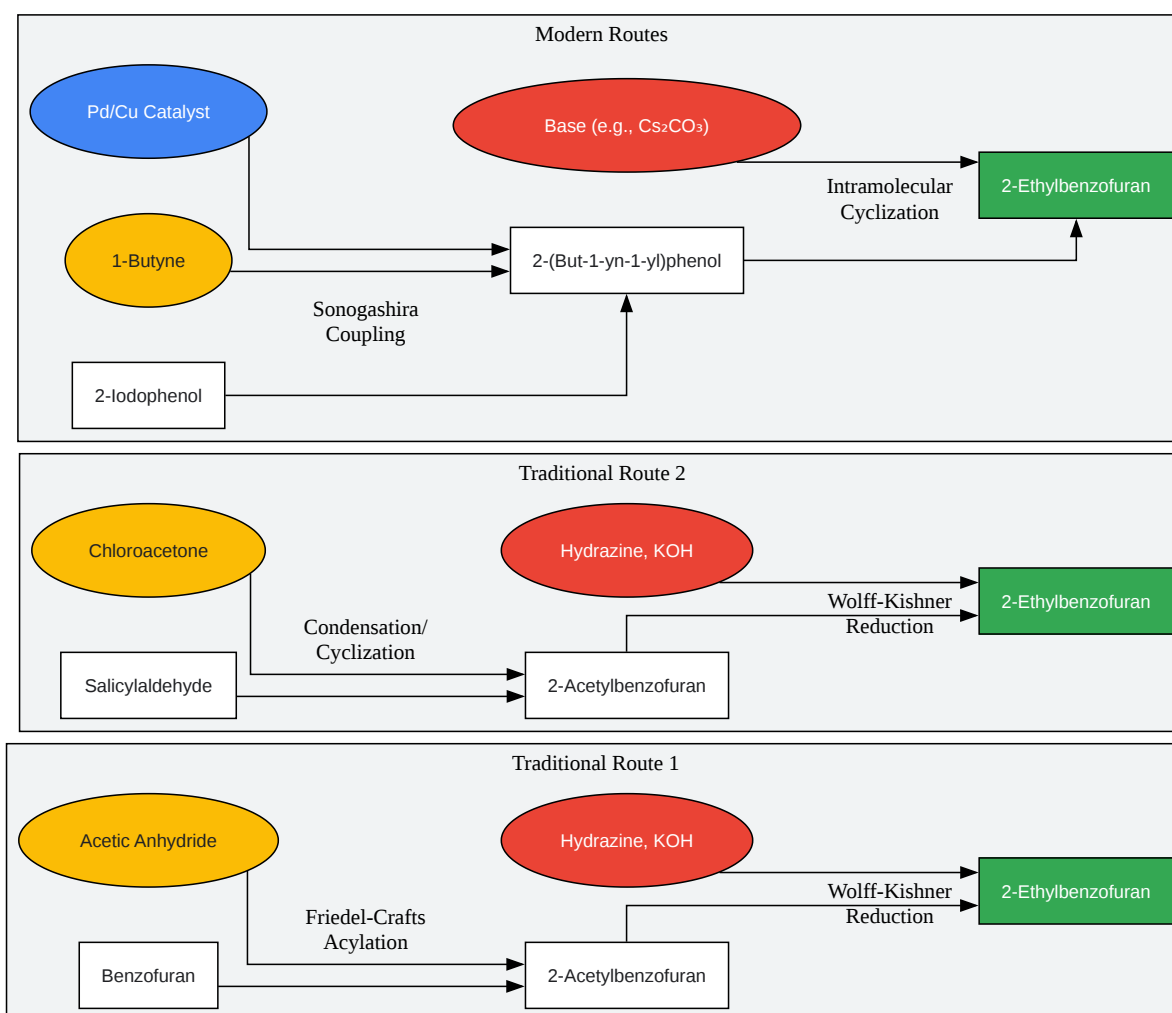 Modern Routes
Pd/Cu Catalyst
Base (e.g., Cs₂CO₃)
2-Ethylbenzofuran
Intramolecular
Cyclization
1-Butyne
2-(But-1-yn-1-yl)phenol
Sonogashira
Coupling
2-Iodophenol
Traditional Route 2
Chloroacetone
Hydrazine, KOH
2-Ethylbenzofuran
Wolff-Kishner
Reduction
Condensation/
Cyclization
Salicylaldehyde
2-Acetylbenzofuran
Traditional Route 1
Acetic Anhydride
Hydrazine, KOH
2-Ethylbenzofuran
Wolff-Kishner
Reduction
Friedel-Crafts
Acylation
Benzofuran
2-Acetylbenzofuran